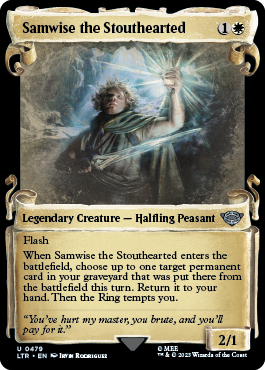 Samwise the Stouthearted 1
Legendary Creature — Halfling Peasant
Flash
When Samwise the Stouthearted enters the
battlefield, choose up to one target permanent
card in your graveyard that was put there from
the battlefield this turn. Return it to your
hand. Then the Ring tempts you.
“You've hurt my master, you brute, and you'll
pay for it.”
2/1
U 0479
LTR • EN Irvin Rodriguez
© MEE
™ & © 2023 Wizards of the Coast